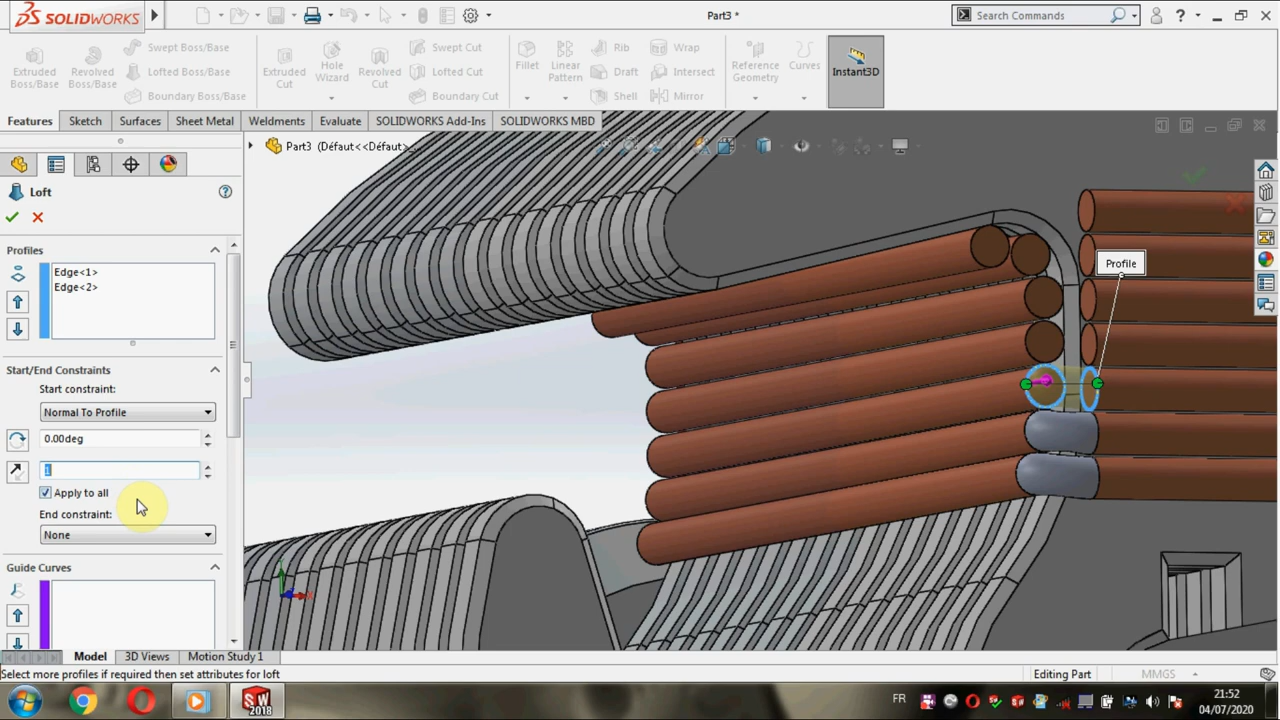 SOLIDWORKS
Part3 *
Search Commands
Extruded Boss/Base
Revolved Boss/Base
Swept Boss/Base
Lofted Boss/Base
Boundary Boss/Base
Extruded Cut
Hole Wizard
Revolved Cut
Swept Cut
Lofted Cut
Boundary Cut
Fillet
Linear Pattern
Rib
Draft
Shell
Wrap
Intersect
Mirror
Reference Geometry
Curves
Instant3D
Features
Sketch
Surfaces
Sheet Metal
Weldments
Evaluate
SOLIDWORKS Add-Ins
SOLIDWORKS MBD
Part3 (Défaut<<Défaut>
Loft
Profiles
Edge<1>
Edge<2>
Start/End Constraints
Start constraint:
Normal To Profile
0.00deg
1
Apply to all
End constraint:
None
Guide Curves
Profile
Model
3D Views
Motion Study 1
Select more profiles if required then set attributes for loft
Editing Part
MMGS
SW
2018
FR
21:52
04/07/2020